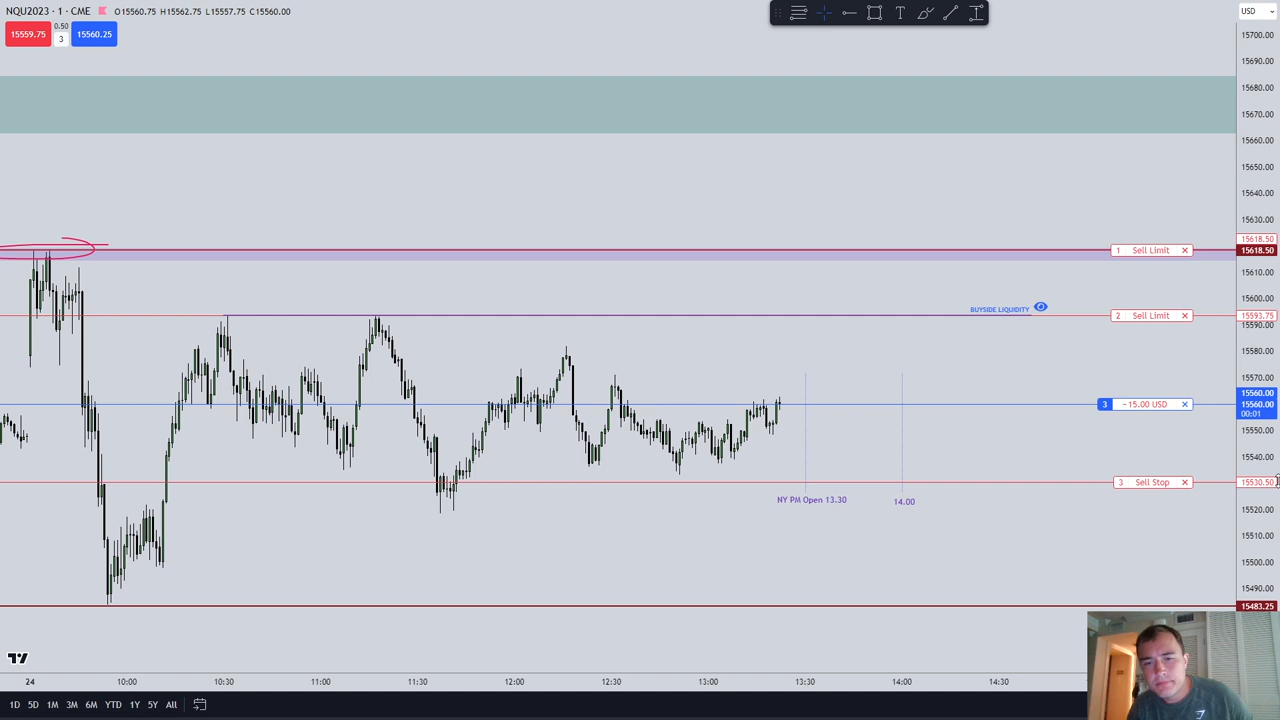 NQU2023 · 1 · CME O15560.75 H15562.75 L15557.75 C15560.00
15559.75 0.50 3 15560.25
USD
15700.00
15690.00
15680.00
15670.00
15660.00
15650.00
15640.00
15630.00
15618.50
1 Sell Limit × 15618.50
15610.00
15600.00
BUYSIDE LIQUIDITY
2 Sell Limit × 15593.75
15590.00
15580.00
15570.00
15560.00
3 −15.00 USD × 15560.00
00:01
15550.00
15540.00
3 Sell Stop × 15530.50
NY PM Open 13.30 14.00
15520.00
15510.00
15500.00
15490.00
15483.25
24 10:00 10:30 11:00 11:30 12:00 12:30 13:00 13:30 14:00 14:30
1D 5D 1M 3M 6M YTD 1Y 5Y All